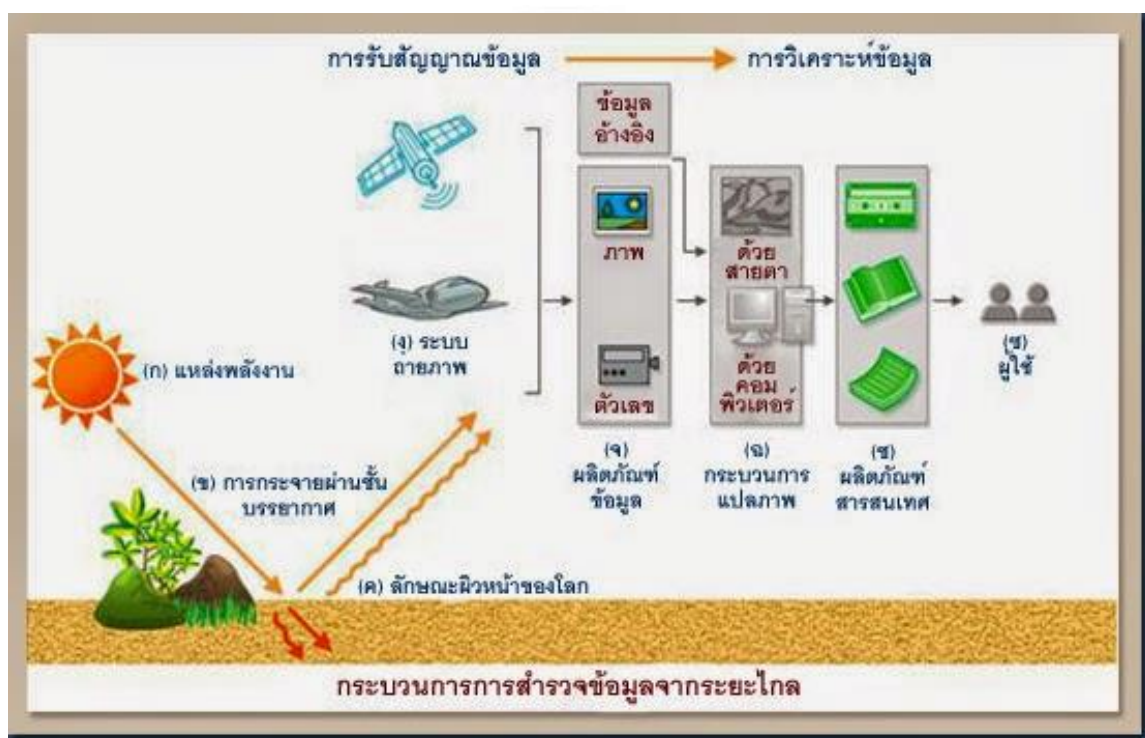 การรับสัญญาณข้อมูล
การวิเคราะห์ข้อมูล
ข้อมูล
อ้างอิง
ภาพ
ตัวเลข
ด้วย
สายตา
ด้วย
คอม
พิวเตอร์
(ก) แหล่งพลังงาน
(ข) การกระจายผ่านชั้น
บรรยากาศ
(ค) ลักษณะผิวหน้าของโลก
(ง) ระบบ
ถ่ายภาพ
(จ)
ผลิตภัณฑ์
ข้อมูล
(ฉ)
กระบวนการ
แปลภาพ
(ช)
ผลิตภัณฑ์
สารสนเทศ
(ซ)
ผู้ใช้
กระบวนการการสำรวจข้อมูลจากระยะไกล